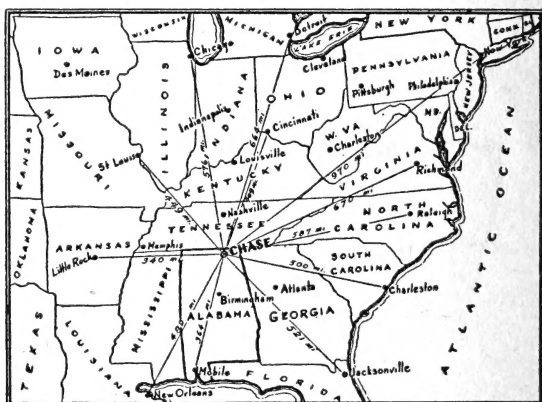 WISCONSIN
MICHIGAN
Detroit
NEW YORK
CONN.
IOWA
Des Moines
Chicago
LAKE ERIE
Cleveland
PENNSYLVANIA
New York
Pittsburgh
Philadelphia
NEW JERSEY
ILLINOIS
INDIANA
OHIO
Indianapolis
Cincinnati
MD.
DEL.
W. VA
Charleston
MISSOURI
St Louis
Louisville
KENTUCKY
970 mi
VIRGINIA
Richmond
KANSAS
670 mi
Nashville
TENNESSEE
NORTH
CAROLINA
Raleigh
587 mi
OKLAHOMA
ARKANSAS
Memphis
CHASE
Little Rock
340 mi
500 mi
SOUTH
CAROLINA
Charleston
ATLANTIC OCEAN
MISSISSIPPI
Birmingham
ALABAMA
Atlanta
GEORGIA
521 mi
TEXAS
LOUISIANA
Mobile
New Orleans
FLORIDA
Jacksonville